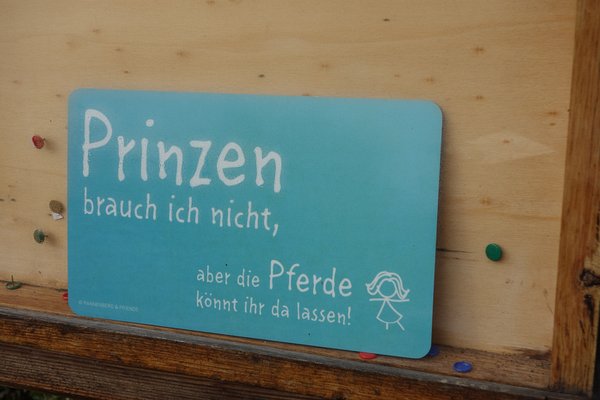 Prinzen
brauch ich nicht,
aber die Pferde
könnt ihr da lassen!